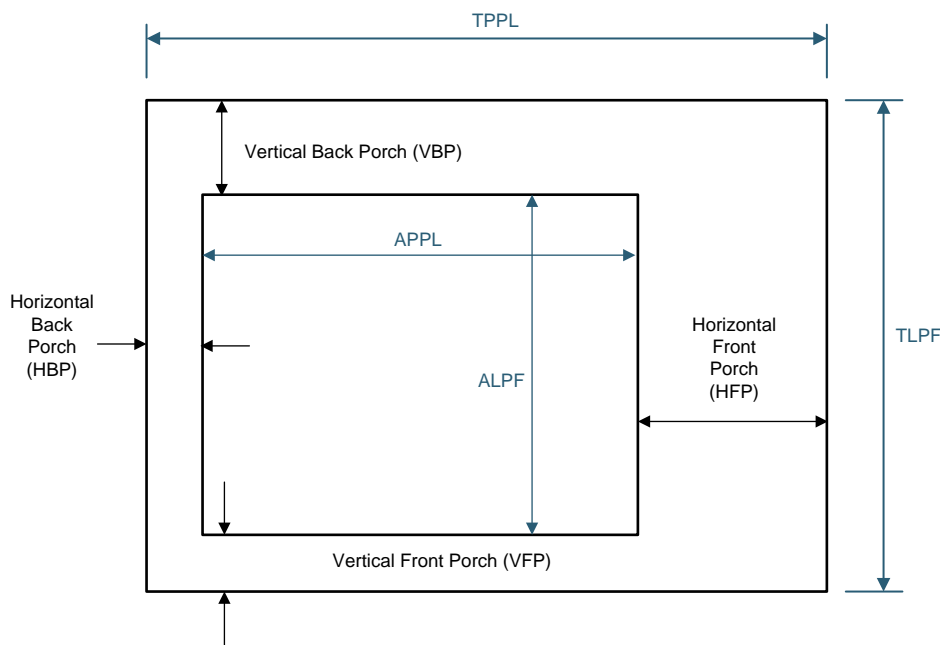 TPPL
Vertical Back Porch (VBP)
APPL
Horizontal
Back
Porch
(HBP)
Horizontal
Front
Porch
(HFP)
TLPF
ALPF
Vertical Front Porch (VFP)